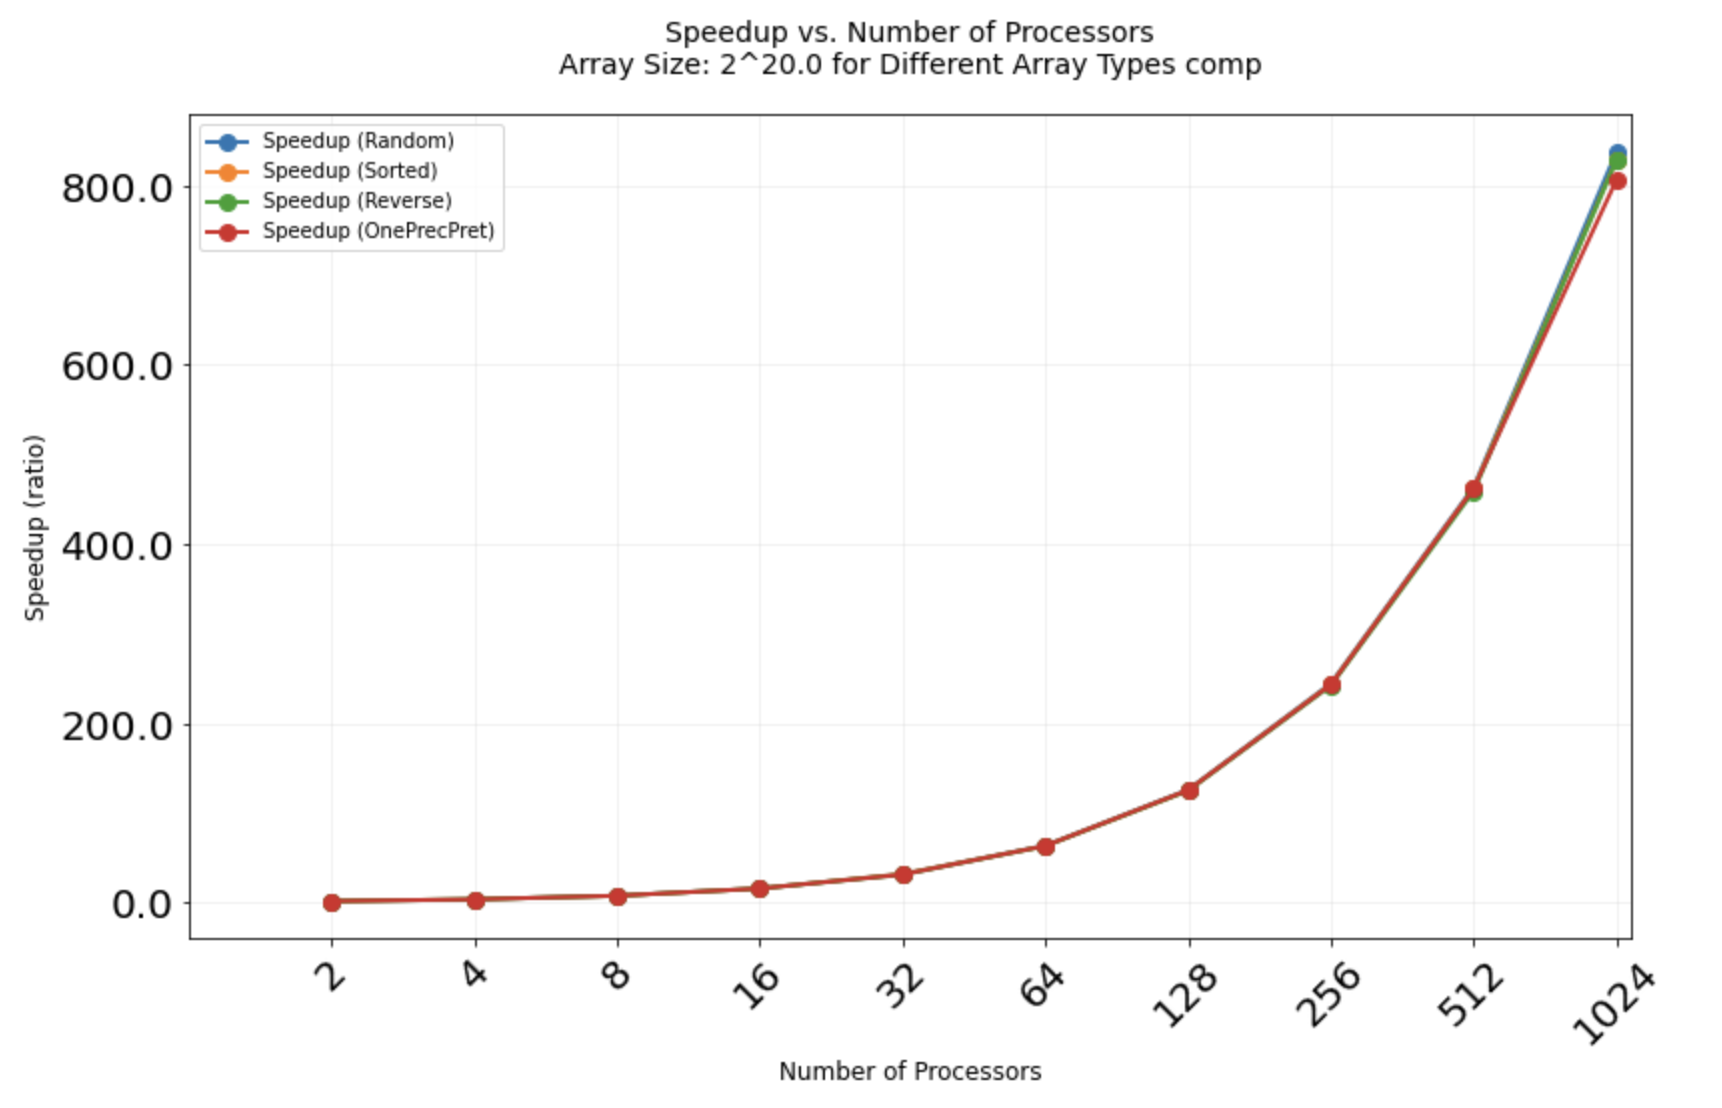 Speedup vs. Number of Processors
Array Size: 2^20.0 for Different Array Types comp
Speedup (Random)
Speedup (Sorted)
Speedup (Reverse)
Speedup (OnePrecPret)
Speedup (ratio)
800.0
600.0
400.0
200.0
0.0
2 4 8 16 32 64 128 256 512 1024
Number of Processors